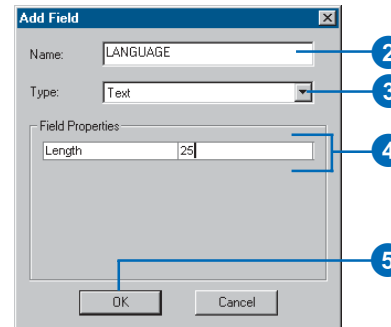 Add Field
Name: LANGUAGE 2
Type: Text 3
Field Properties
Length 25 4
5
OK Cancel